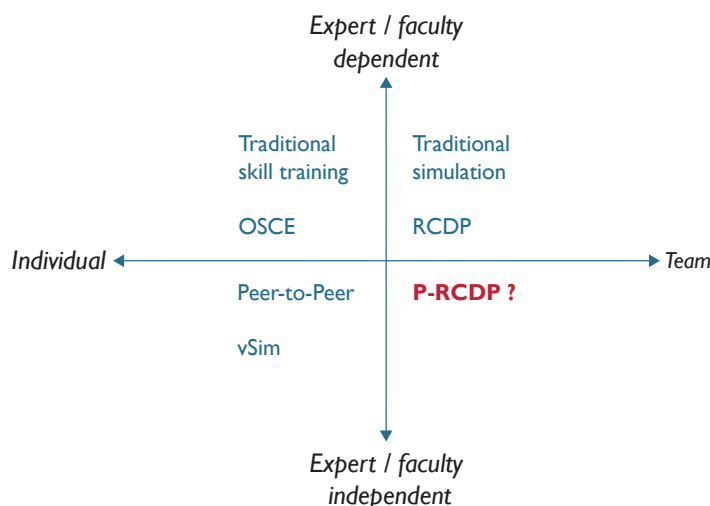 Expert / faculty
dependent
Traditional
skill training
Traditional
simulation
OSCE
RCDP
Individual
Team
Peer-to-Peer
P-RCDP ?
vSim
Expert / faculty
independent